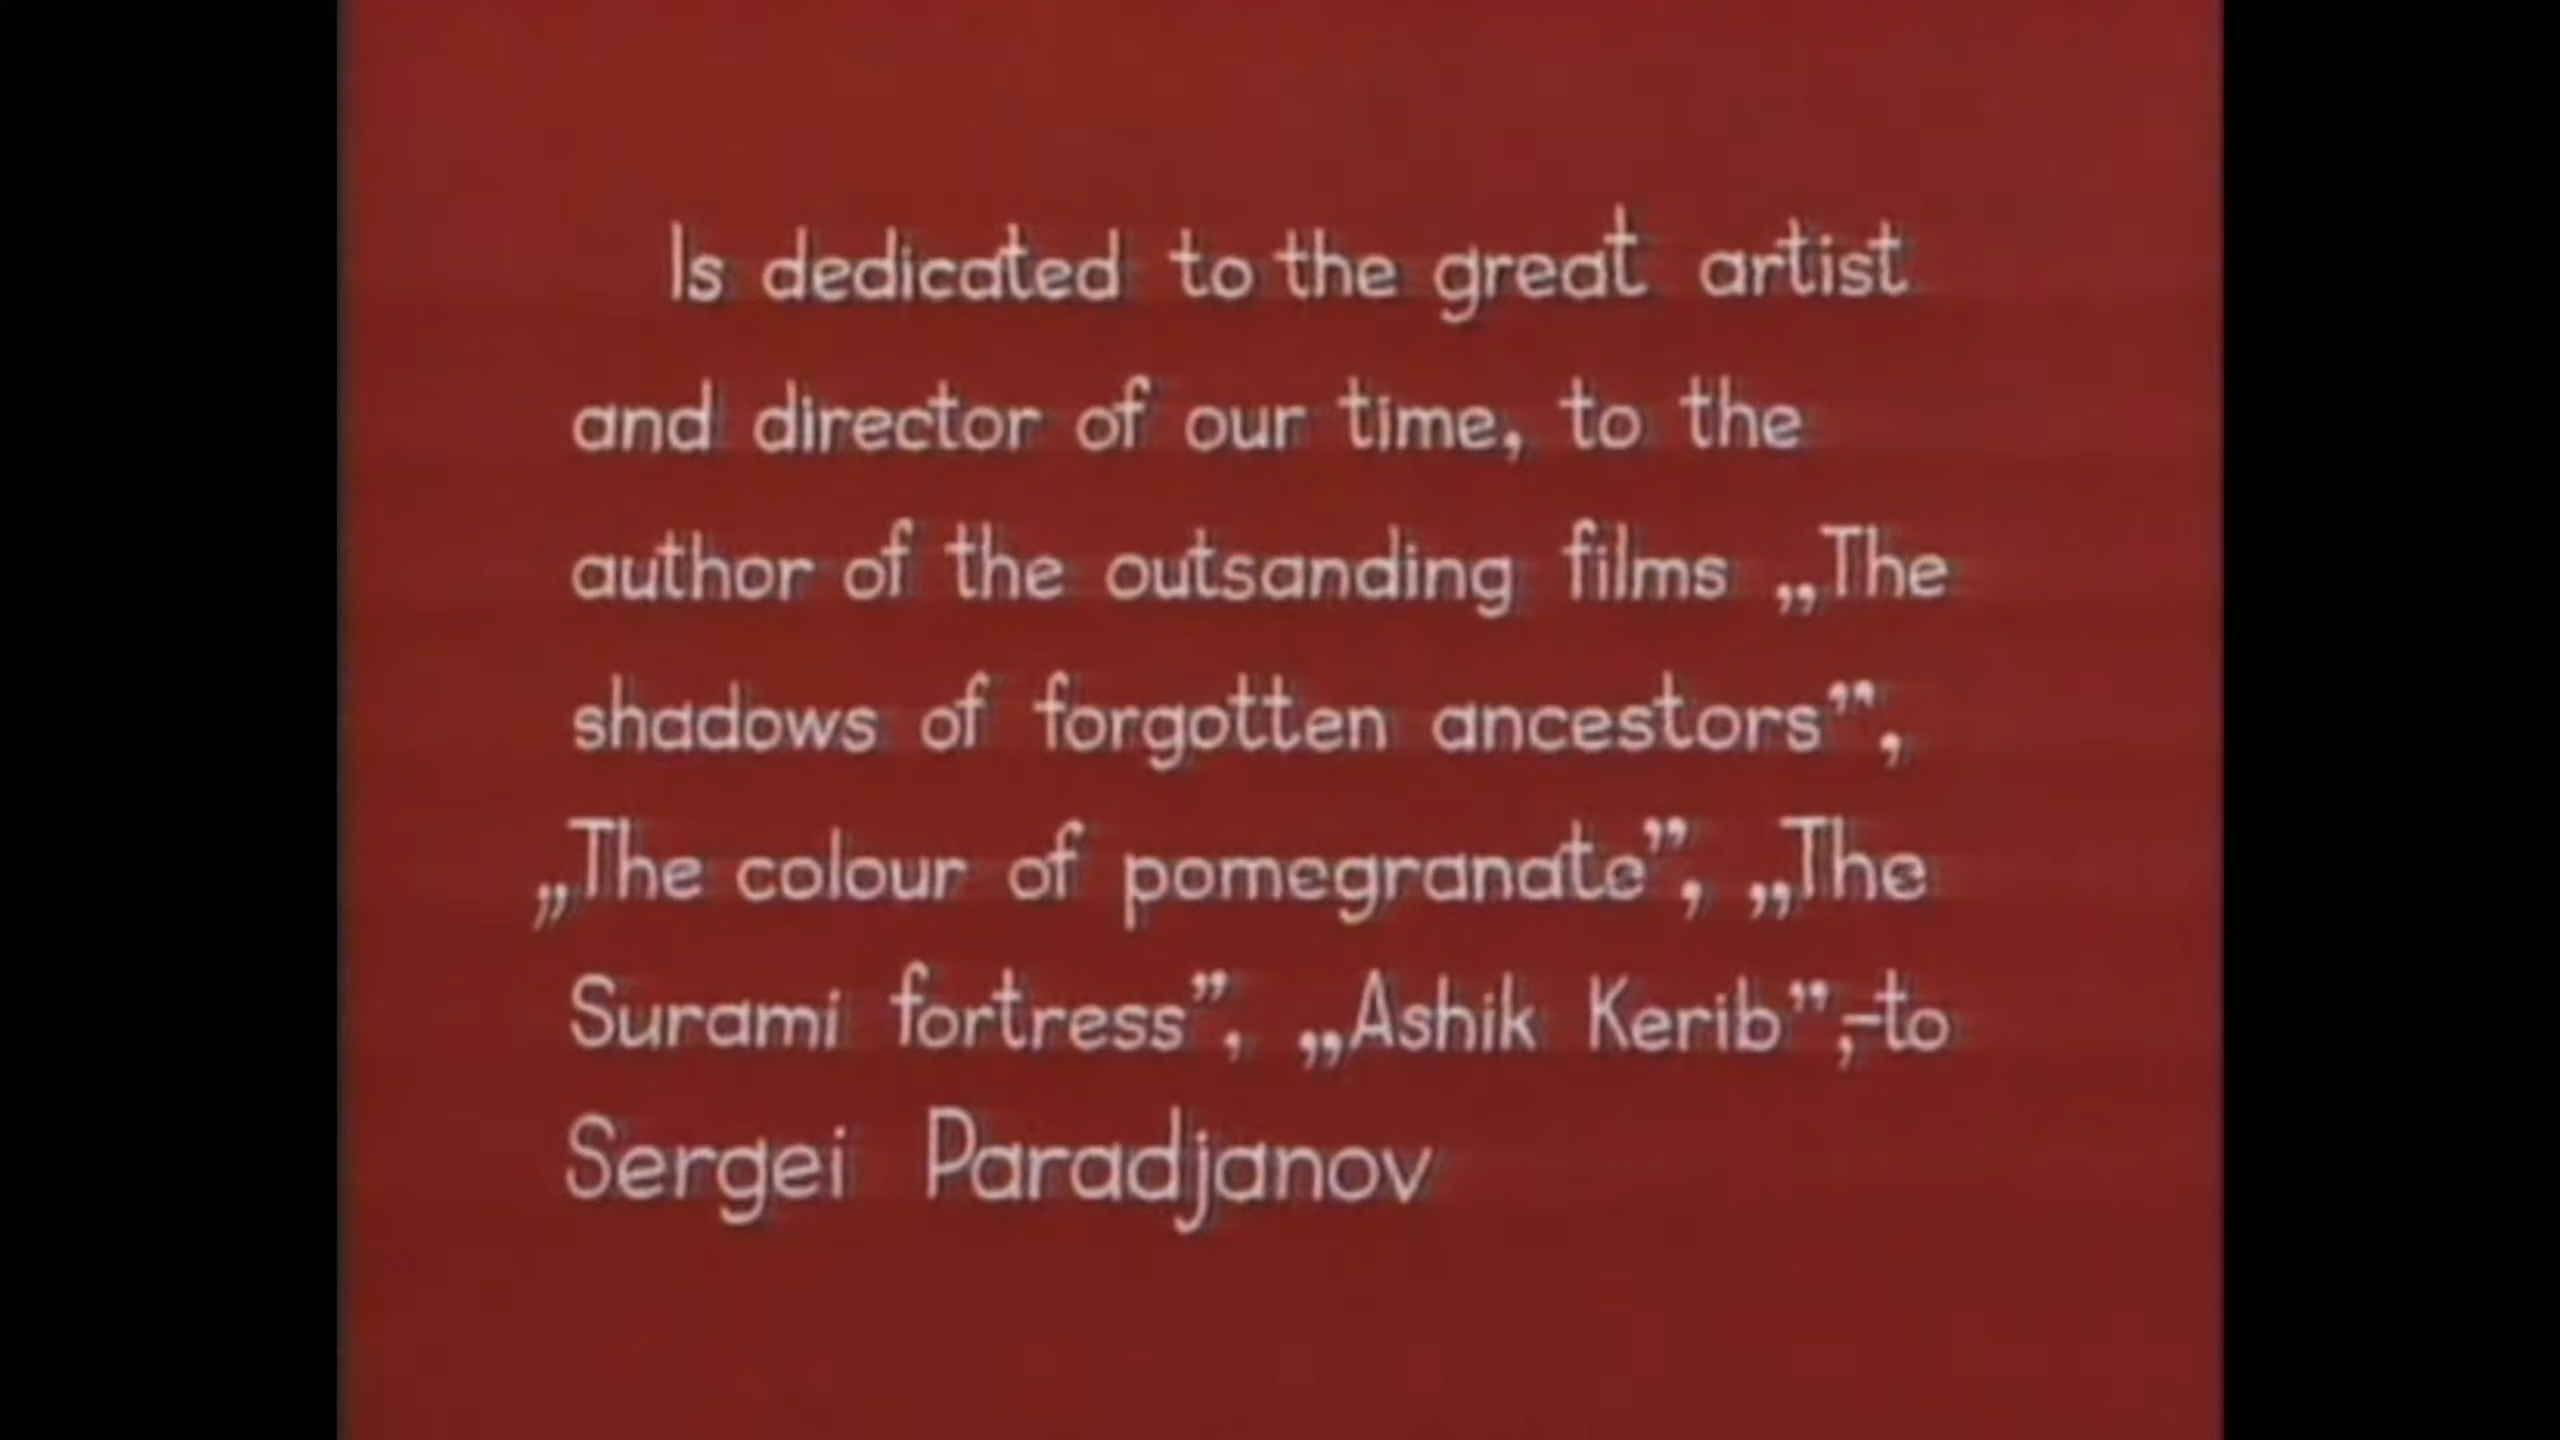 Is dedicated to the great artist
and director of our time, to the
author of the outsanding films „The
shadows of forgotten ancestors”,
„The colour of pomegranate”, „The
Surami fortress”, „Ashik Kerib”,-to
Sergei Paradjanov